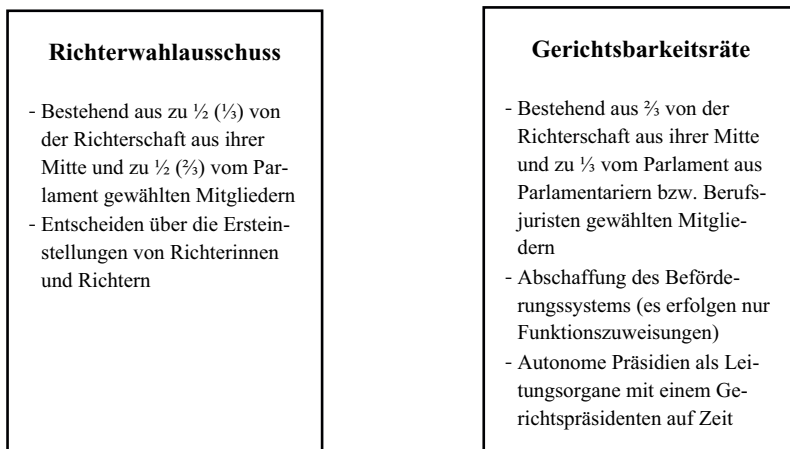 Richterwahlausschuss
- Bestehend aus zu ½ (⅓) von
der Richterschaft aus ihrer
Mitte und zu ½ (⅔) vom Par-
lament gewählten Mitgliedern
- Entscheiden über die Erstein-
stellungen von Richterinnen
und Richtern
Gerichtsbarkeitsräte
- Bestehend aus ⅔ von der
Richterschaft aus ihrer Mitte
und zu ⅓ vom Parlament aus
Parlamentariern bzw. Berufs-
juristen gewählten Mitglie-
dern
- Abschaffung des Beförde-
rungssystems (es erfolgen nur
Funktionszuweisungen)
- Autonome Präsidien als Lei-
tungsorgane mit einem Ge-
richtspräsidenten auf Zeit